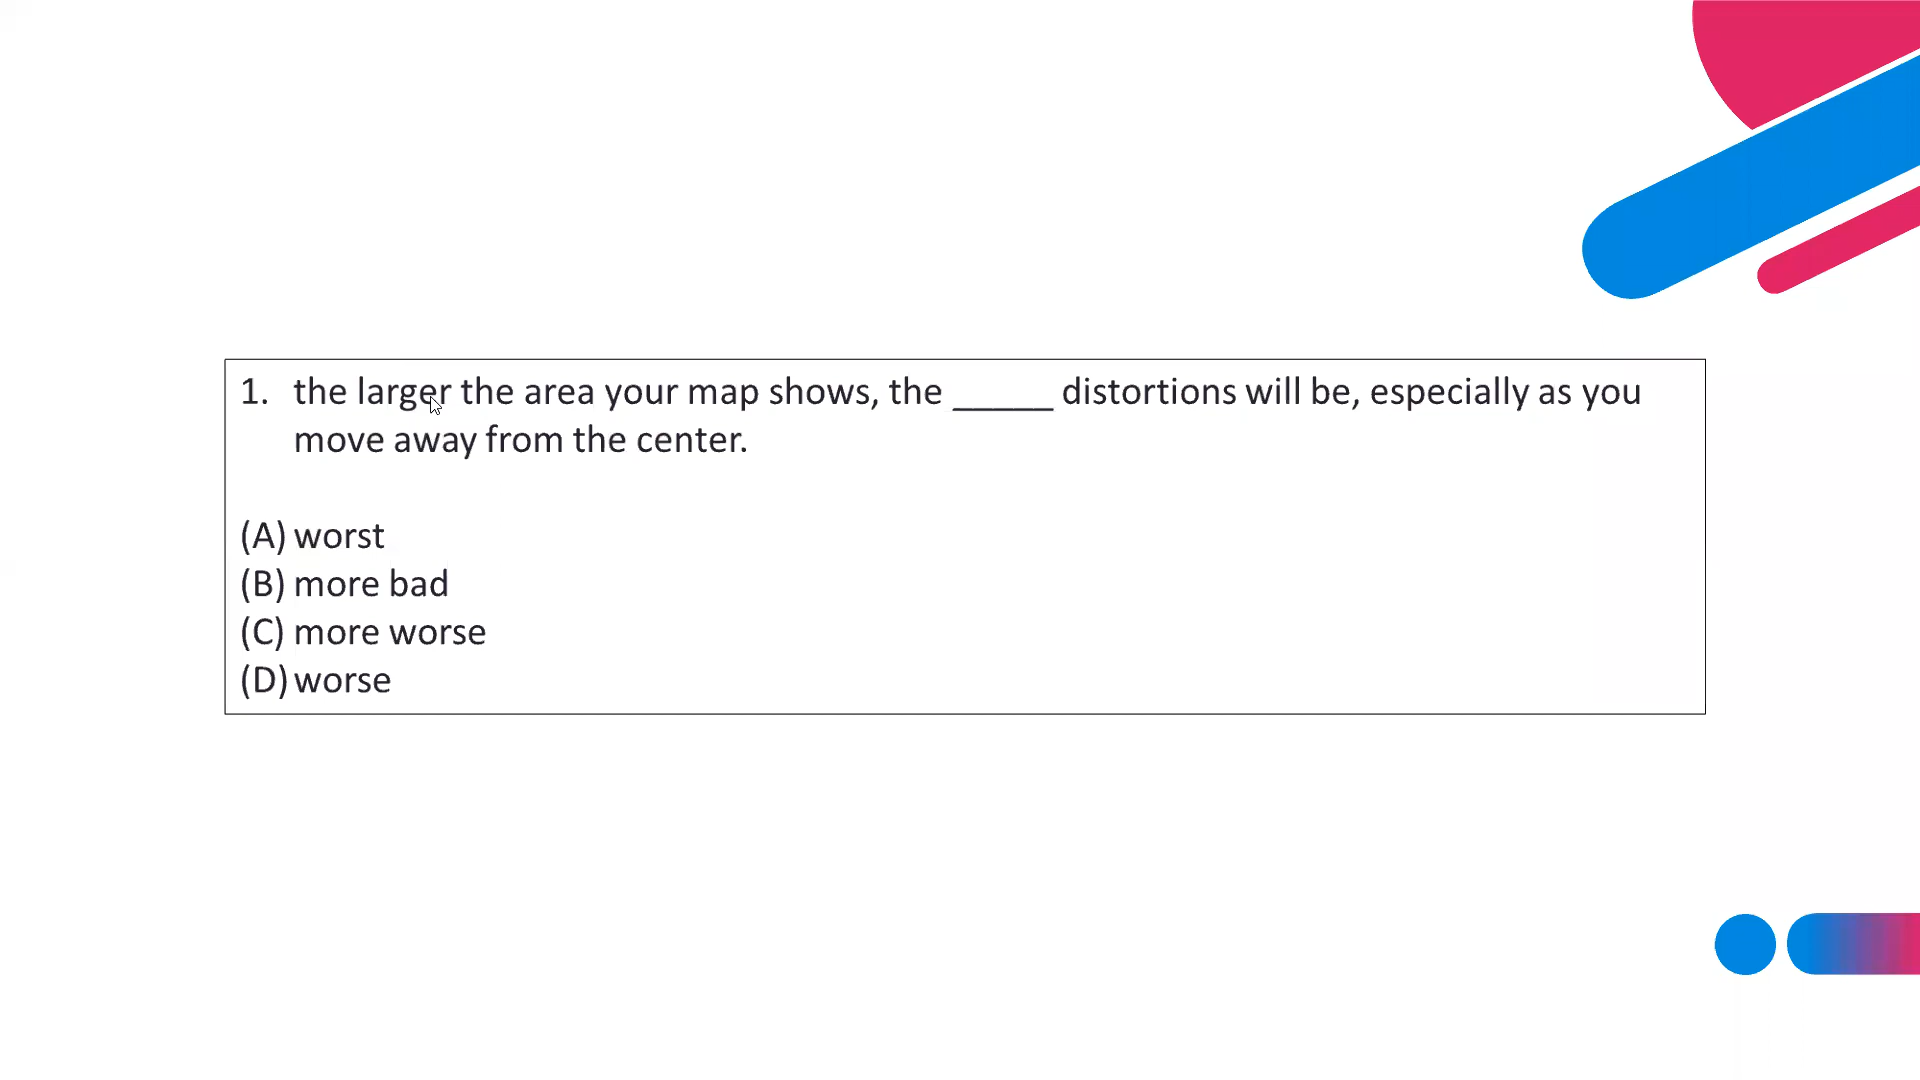 1. the larger the area your map shows, the _____ distortions will be, especially as you
move away from the center.
(A) worst
(B) more bad
(C) more worse
(D) worse